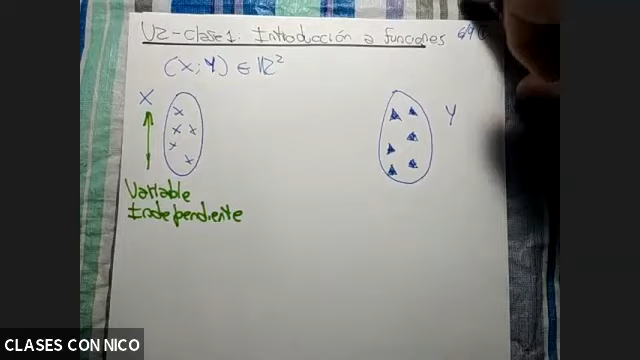 U2-Clase 1: Introducción a funciones
(X;Y) ∈ ℝ²
X
Y
Variable
Independiente
CLASES CON NICO